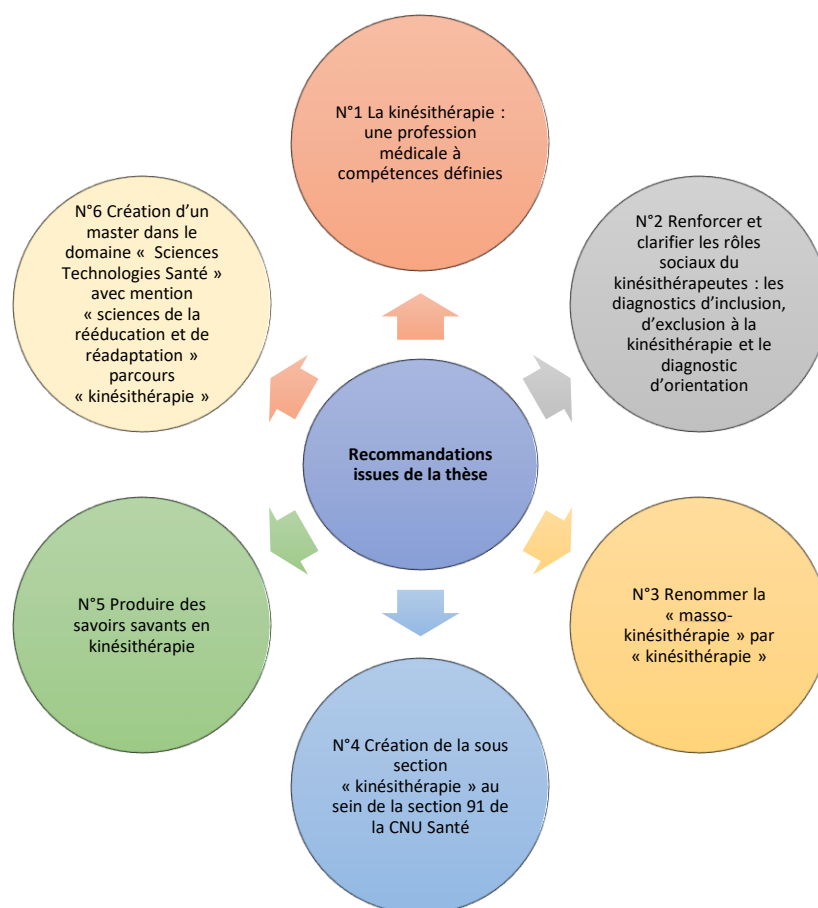 N°1 La kinésithérapie :
une profession
médicale à
compétences définies
N°2 Renforcer et
clarifier les rôles
sociaux du
kinésithérapeutes : les
diagnostics d’inclusion,
d’exclusion à la
kinésithérapie et le
diagnostic
d’orientation
N°3 Renommer la
« masso-
kinésithérapie » par
« kinésithérapie »
N°4 Création de la sous
section
« kinésithérapie » au
sein de la section 91 de
la CNU Santé
N°5 Produire des
savoirs savants en
kinésithérapie
N°6 Création d’un
master dans le
domaine « Sciences
Technologies Santé »
avec mention
« sciences de la
rééducation et de
réadaptation »
parcours
« kinésithérapie »
Recommandations
issues de la thèse